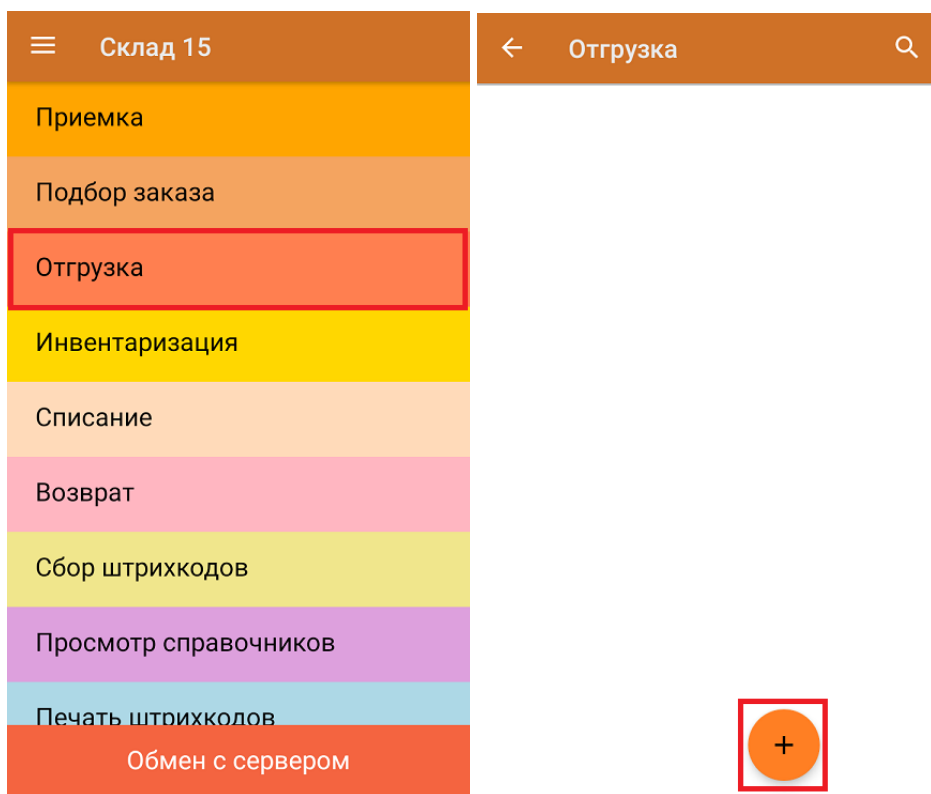 Склад 15
Приемка
Подбор заказа
Отгрузка
Инвентаризация
Списание
Возврат
Сбор штрихкодов
Просмотр справочников
Печать штрихкодов
Обмен с сервером
Отгрузка
+